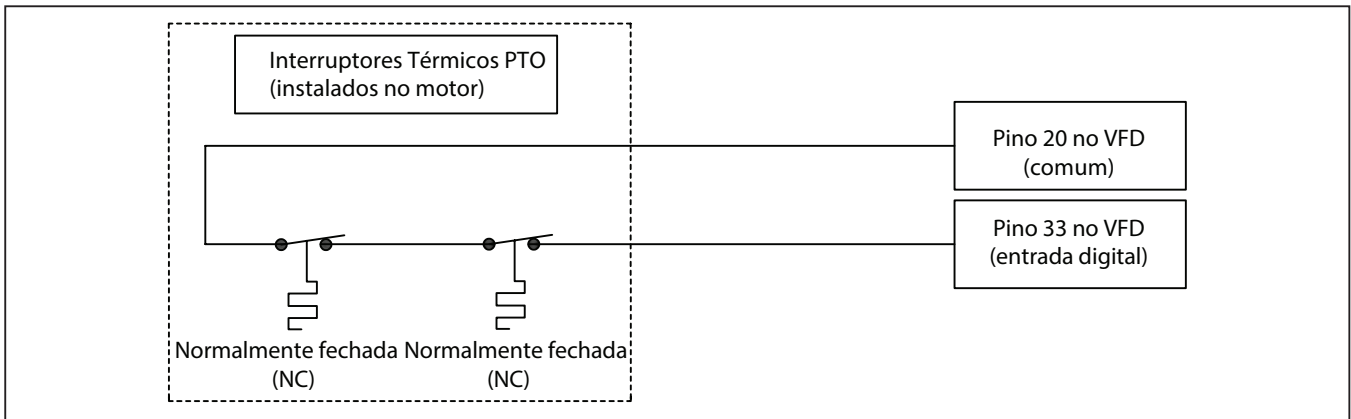 Interruptores Térmicos PTO
(instalados no motor)
Pino 20 no VFD
(comum)
Pino 33 no VFD
(entrada digital)
Normalmente fechada
(NC)
Normalmente fechada
(NC)